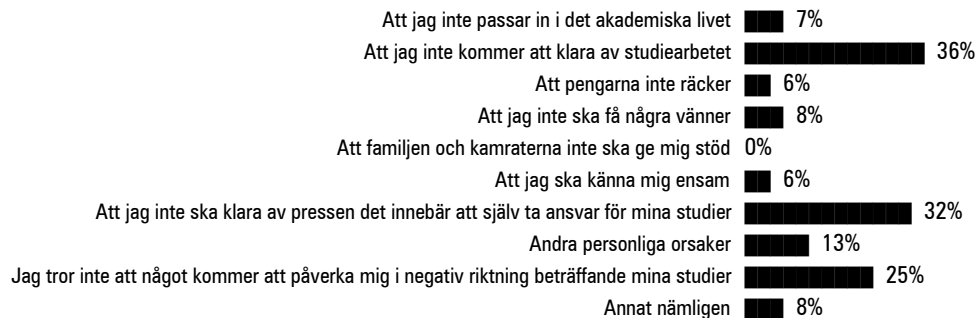 Att jag inte passar in i det akademiska livet 7%
Att jag inte kommer att klara av studiearbetet 36%
Att pengarna inte räcker 6%
Att jag inte ska få några vänner 8%
Att familjen och kamraterna inte ska ge mig stöd 0%
Att jag ska känna mig ensam 6%
Att jag inte ska klara av pressen det innebär att själv ta ansvar för mina studier 32%
Andra personliga orsaker 13%
Jag tror inte att något kommer att påverka mig i negativ riktning beträffande mina studier 25%
Annat nämligen 8%